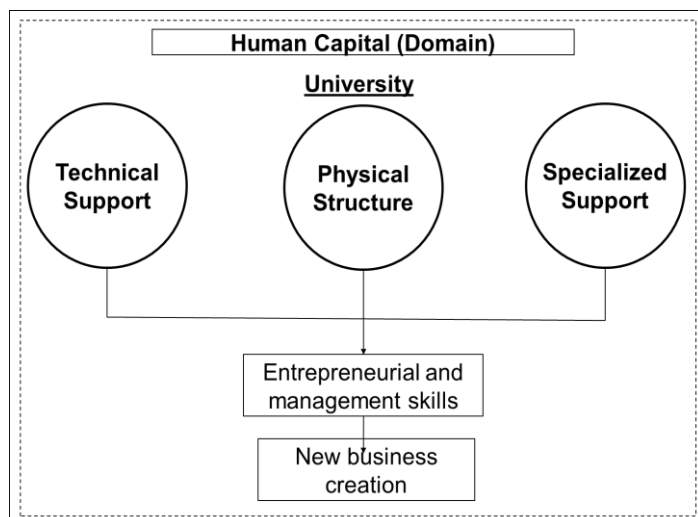 Human Capital (Domain)
University
Technical
Support
Physical
Structure
Specialized
Support
Entrepreneurial and
management skills
New business
creation